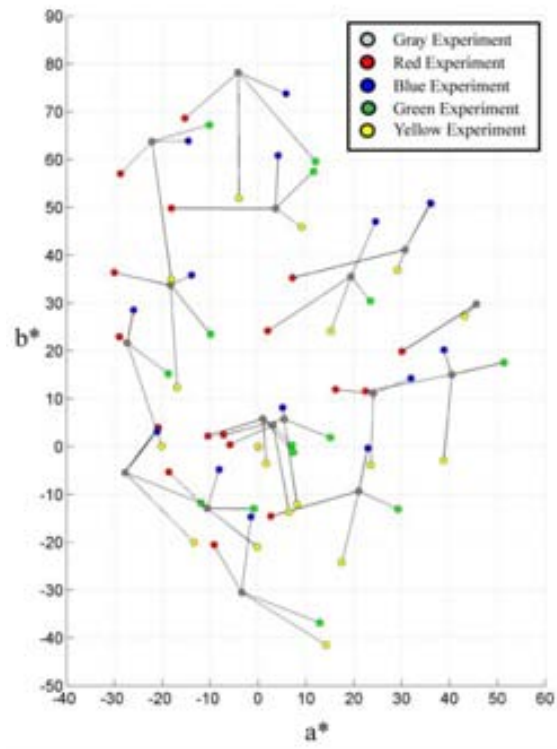 90
80
70
60
50
40
30
20
10
0
-10
-20
-30
-40
-50
b*
-40 -30 -20 -10 0 10 20 30 40 50 60
a*
Gray Experiment
Red Experiment
Blue Experiment
Green Experiment
Yellow Experiment